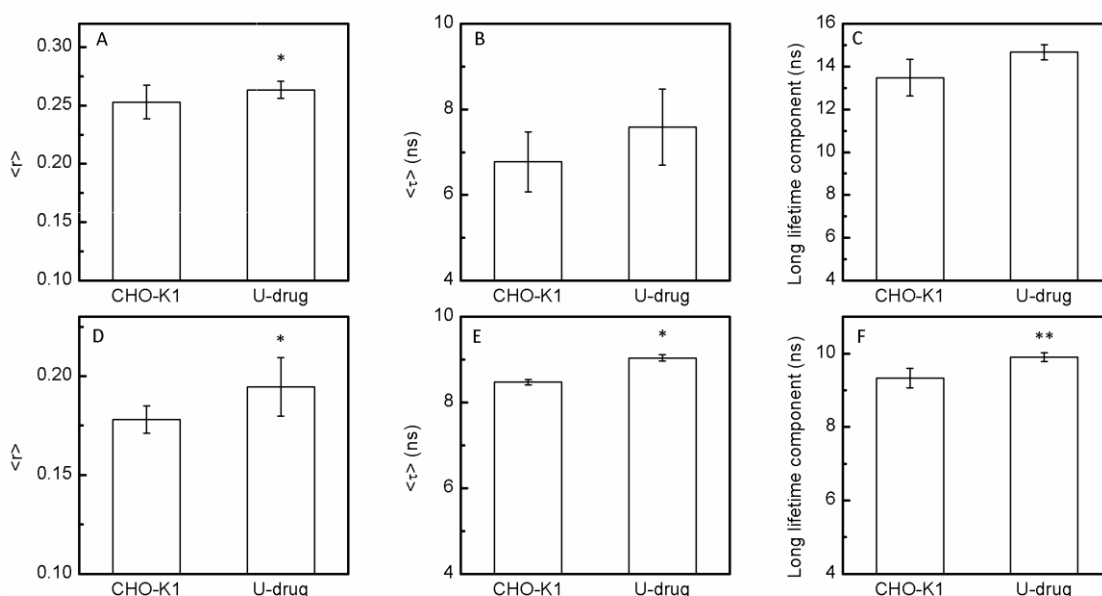 A
*
0.30
0.25
0.20
0.15
0.10
<r>
CHO-K1 U-drug
B
10
8
6
4
<τ> (ns)
CHO-K1 U-drug
C
16
14
12
10
8
6
4
Long lifetime component (ns)
CHO-K1 U-drug
D
*
0.20
0.15
0.10
<r>
CHO-K1 U-drug
E
*
10
8
6
4
<τ> (ns)
CHO-K1 U-drug
F
**
10
8
6
4
Long lifetime component (ns)
CHO-K1 U-drug